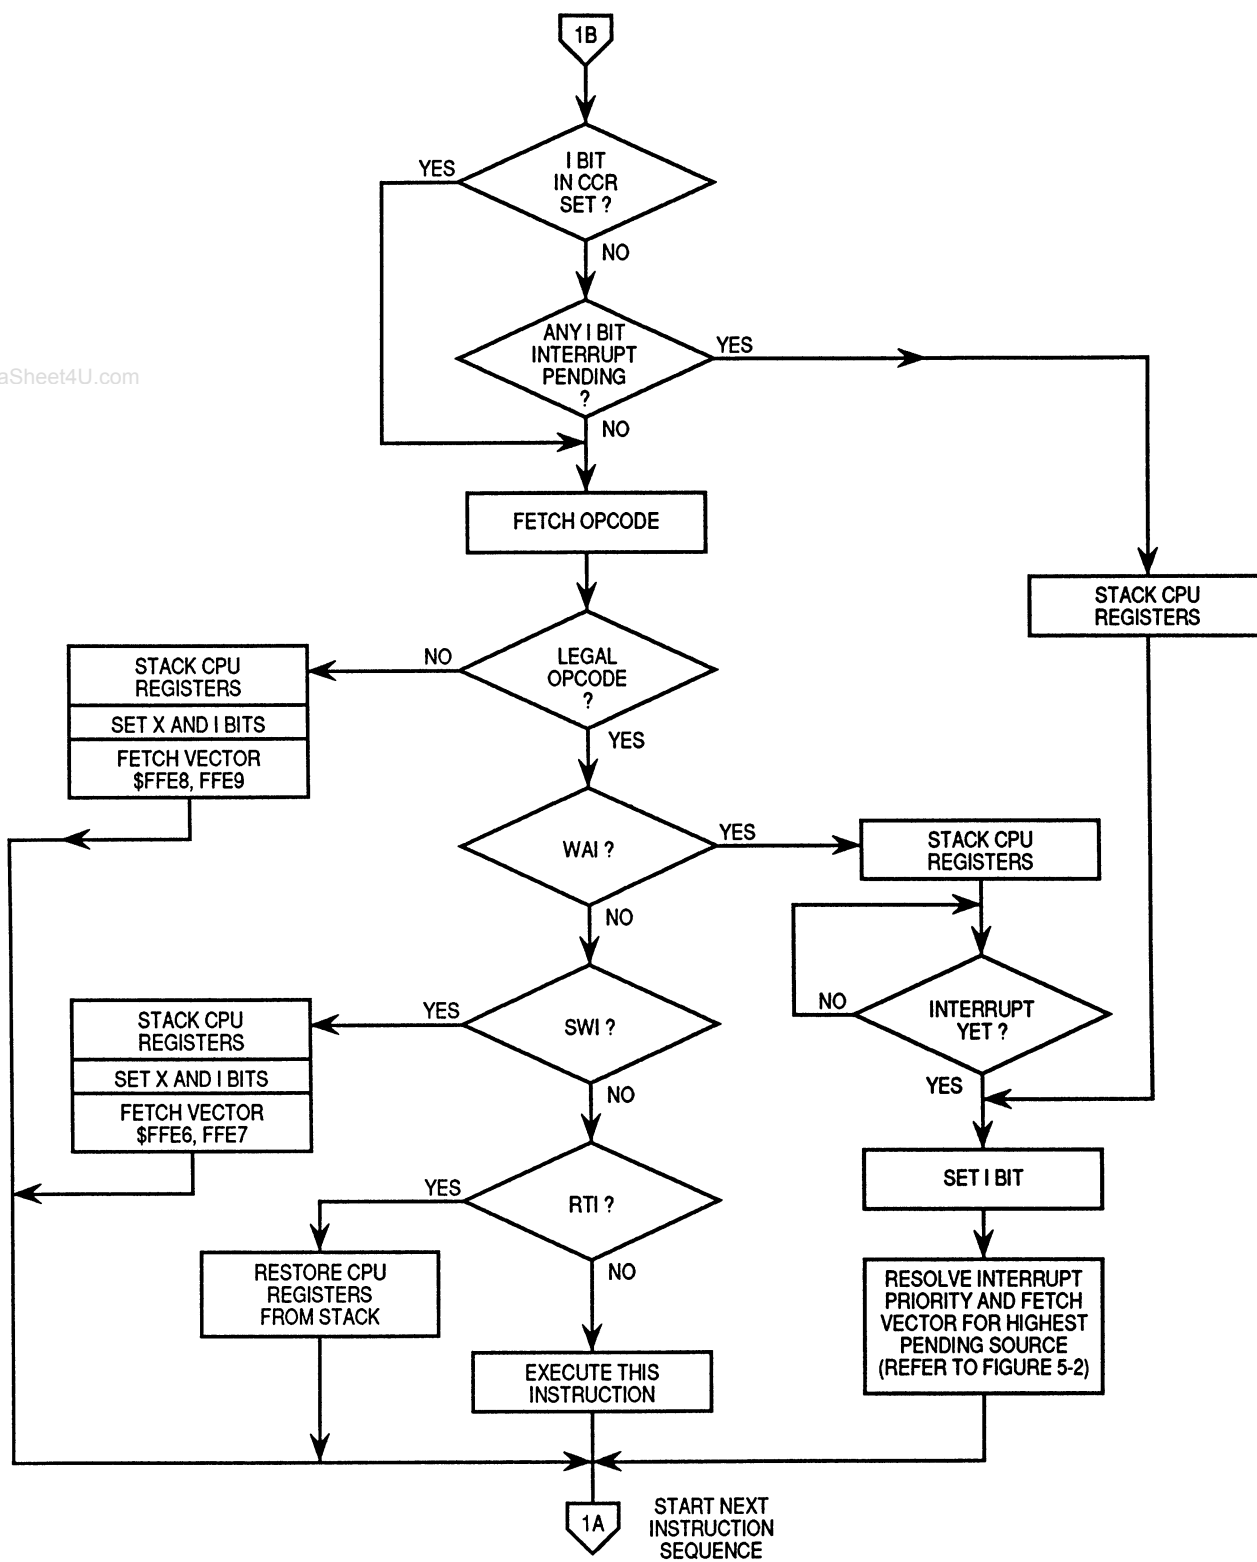 1B
I BIT
IN CCR
SET ?
YES
NO
ANY I BIT
INTERRUPT
PENDING
?
YES
aSheet4U.com
NO
FETCH OPCODE
STACK CPU
REGISTERS
LEGAL
OPCODE
?
NO
STACK CPU
REGISTERS
SET X AND I BITS
FETCH VECTOR
$FFE8, FFE9
YES
WAI ?
YES
STACK CPU
REGISTERS
NO
INTERRUPT
YET ?
NO
YES
SWI ?
YES
STACK CPU
REGISTERS
SET X AND I BITS
FETCH VECTOR
$FFE6, FFE7
NO
SET I BIT
RTI ?
YES
RESTORE CPU
REGISTERS
FROM STACK
NO
RESOLVE INTERRUPT
PRIORITY AND FETCH
VECTOR FOR HIGHEST
PENDING SOURCE
(REFER TO FIGURE 5-2)
EXECUTE THIS
INSTRUCTION
1A
START NEXT
INSTRUCTION
SEQUENCE